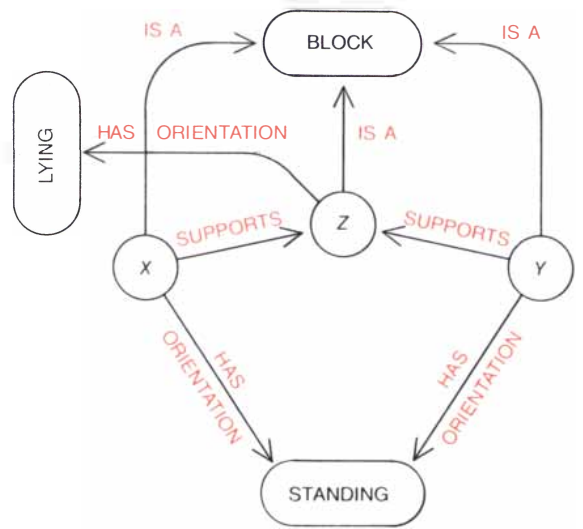 IS A
BLOCK
IS A
LYING
HAS ORIENTATION
IS A
SUPPORTS
Z
SUPPORTS
X
Y
HAS
ORIENTATION
HAS
ORIENTATION
STANDING